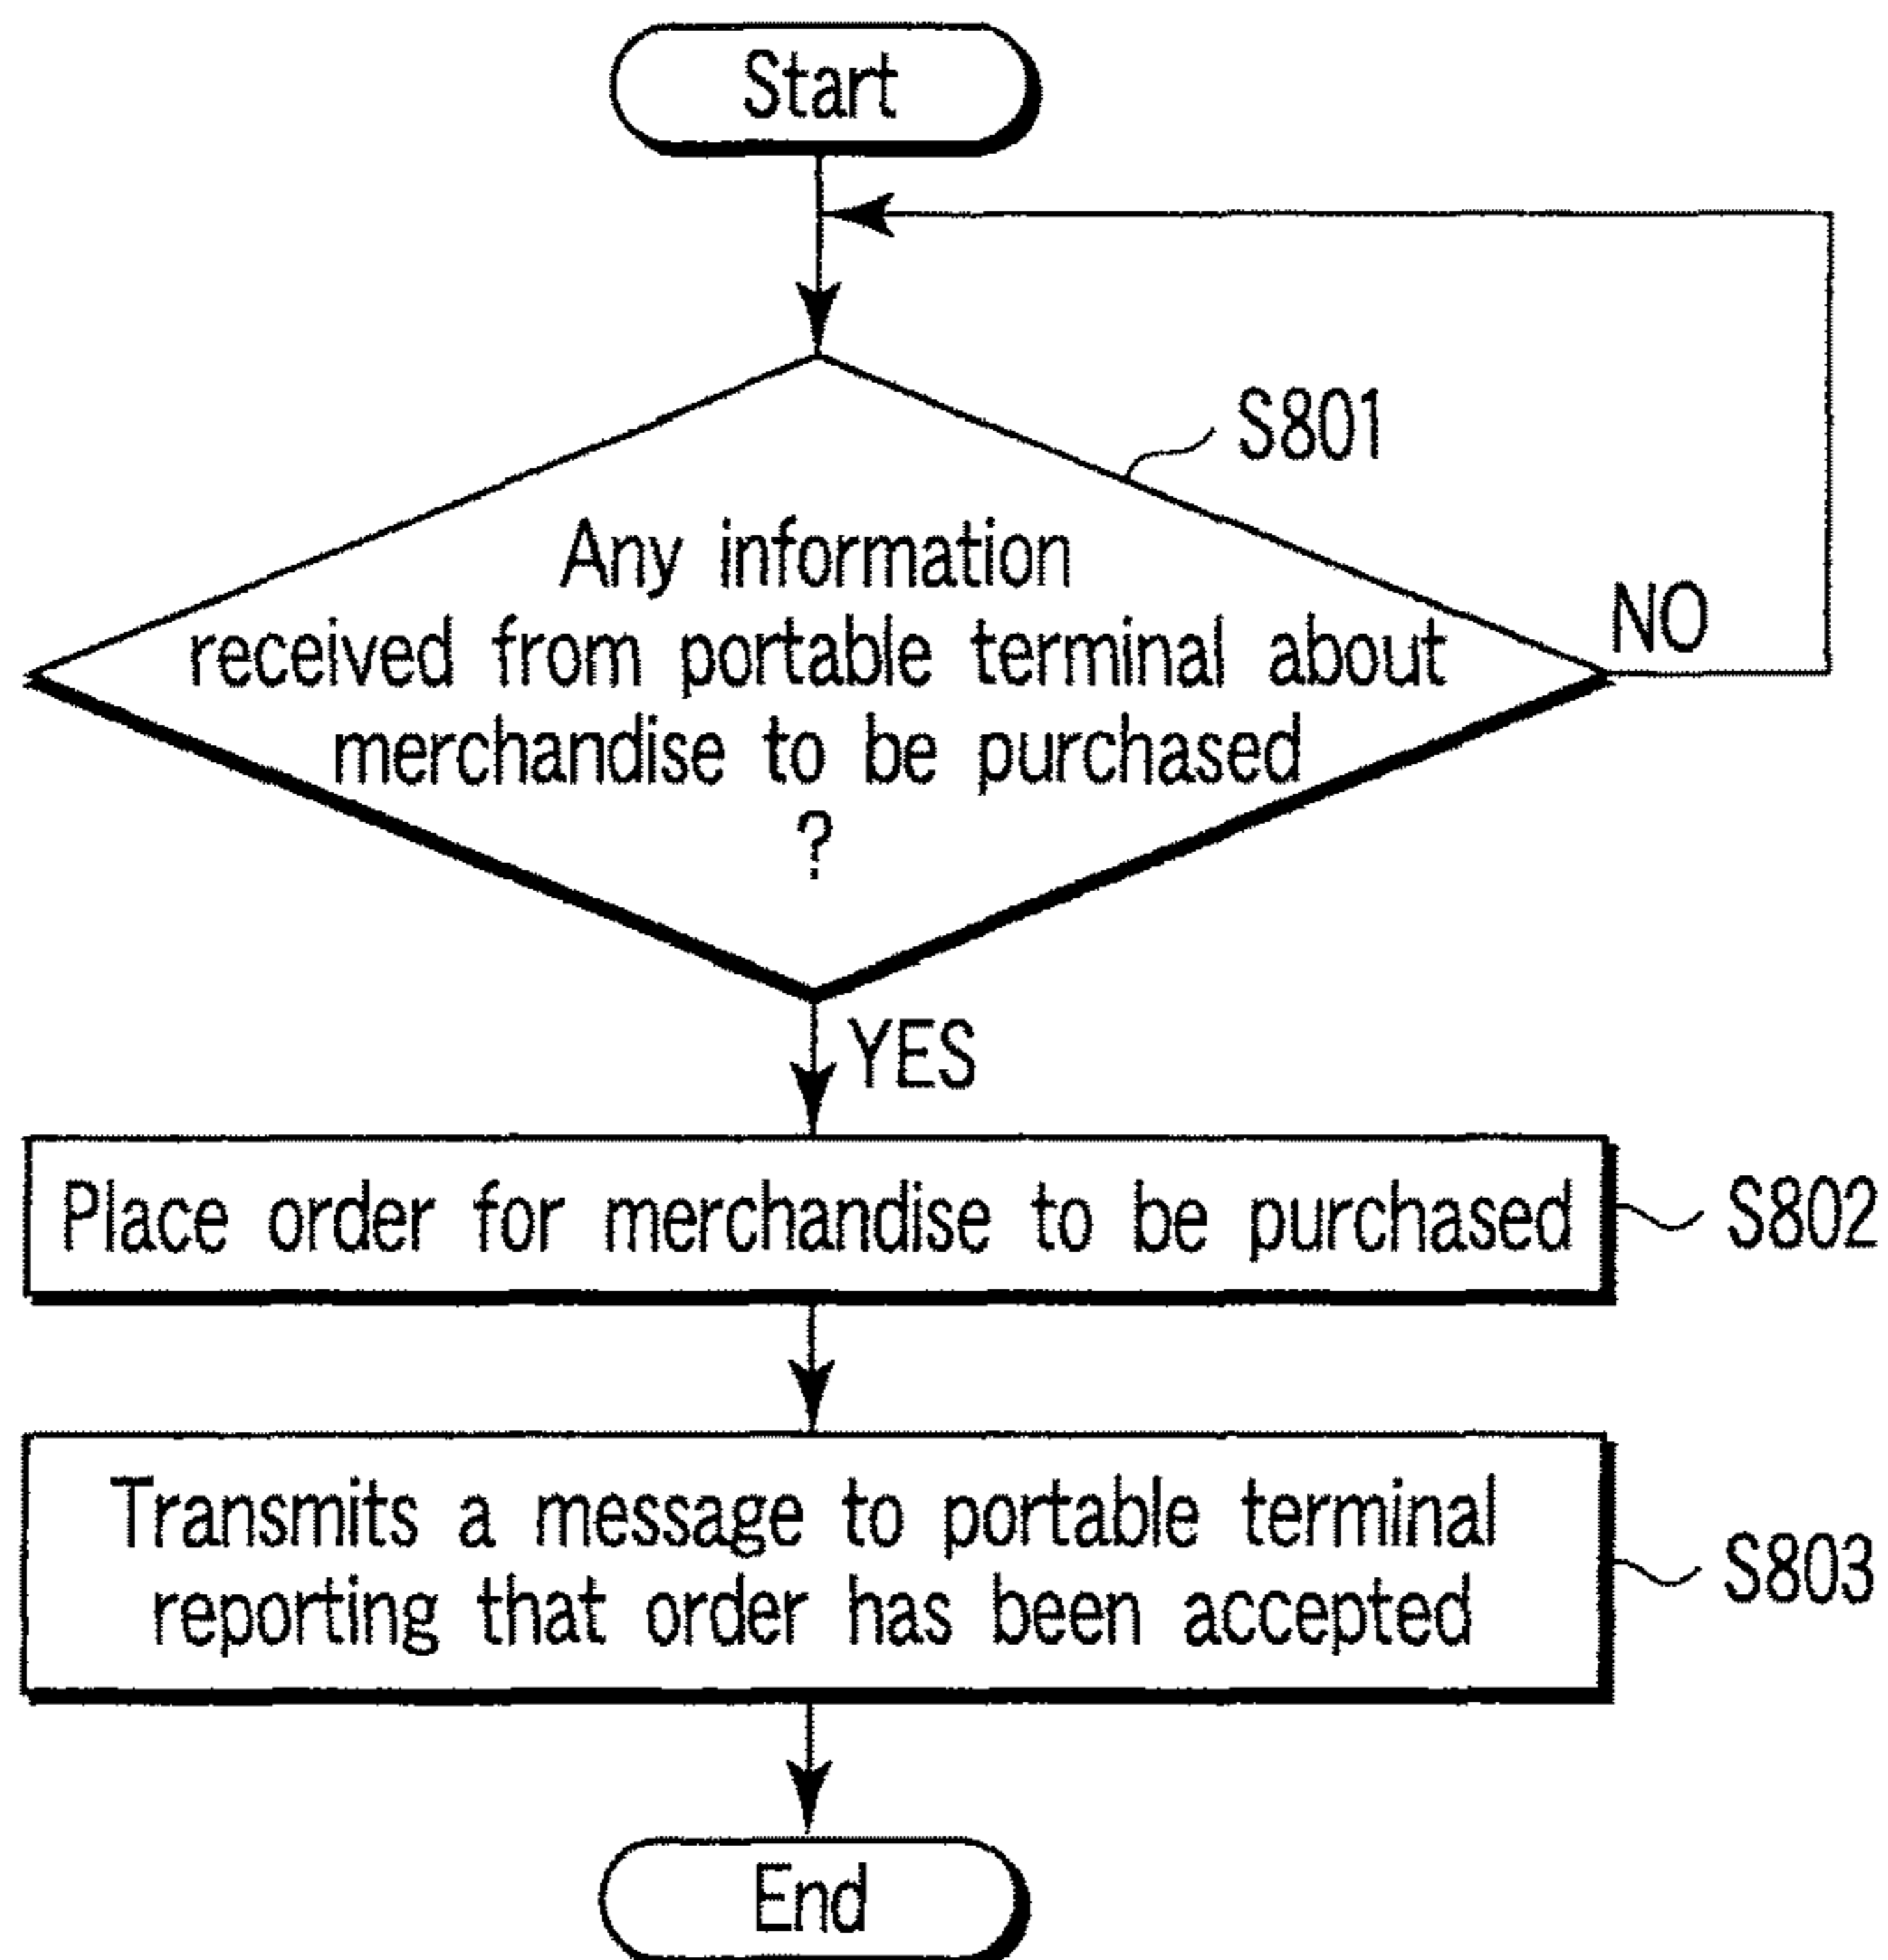 Start
S801
Any information
received from portable terminal about
merchandise to be purchased
?
NO
YES
Place order for merchandise to be purchased
S802
Transmits a message to portable terminal
reporting that order has been accepted
S803
End